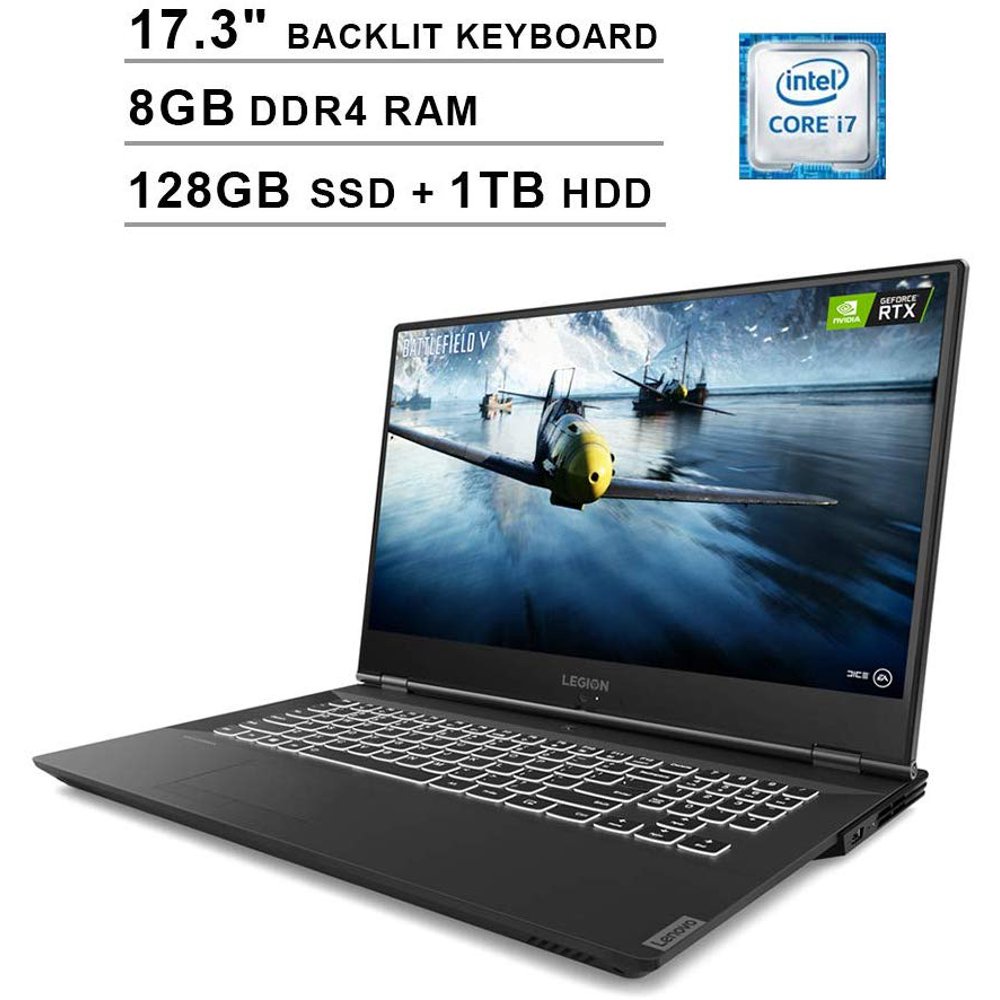 17.3" BACKLIT KEYBOARD
8GB DDR4 RAM
128GB SSD + 1TB HDD
intel
CORE i7
BATTLEFIELD V
NVIDIA
GEFORCE
RTX
LEGION
DICE EA
Lenovo